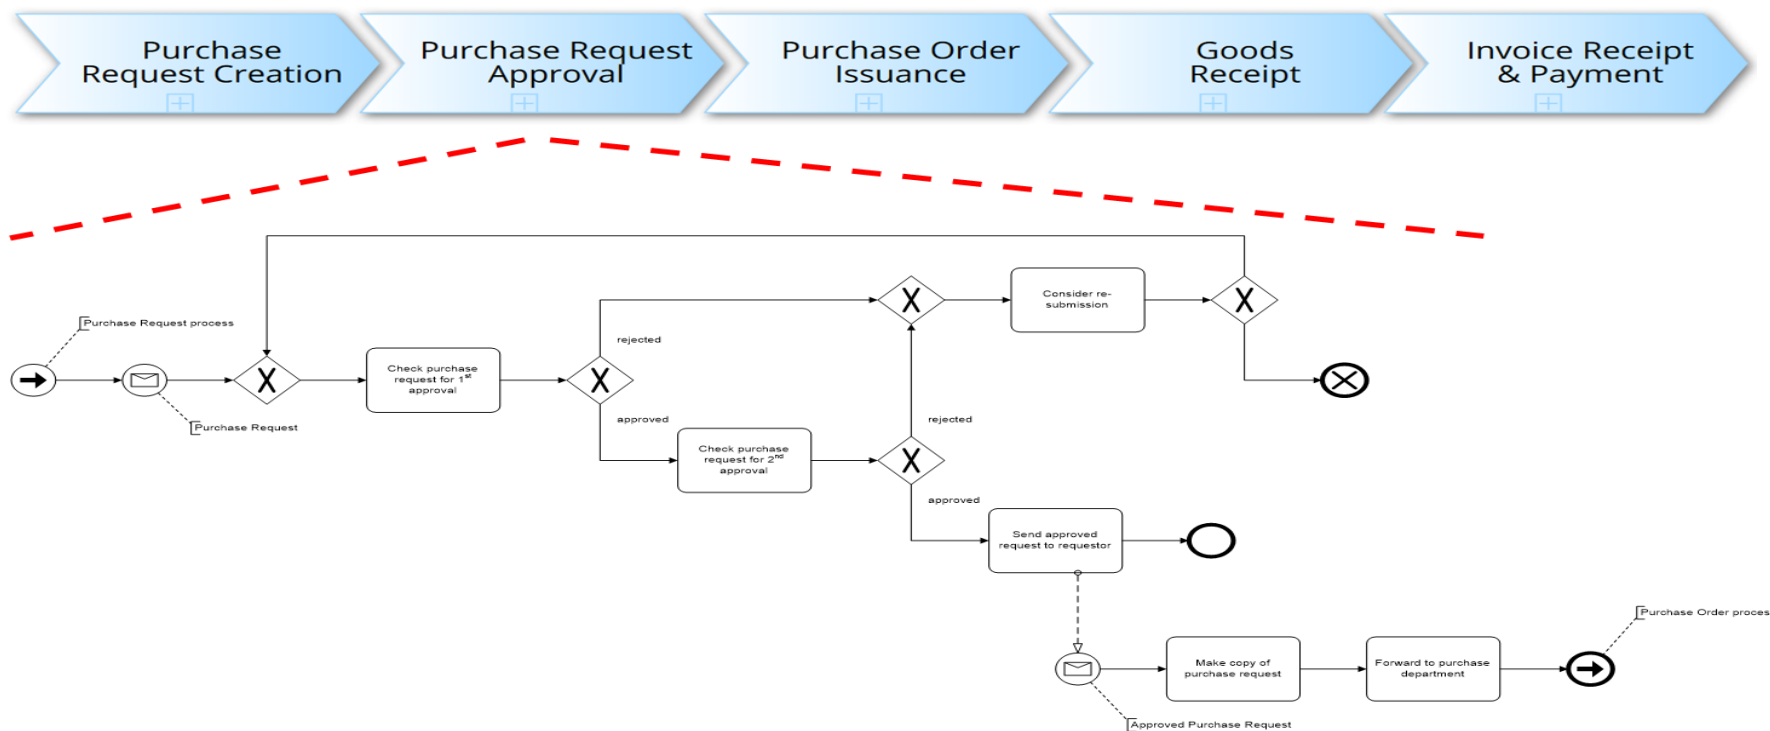 Purchase
Request Creation
Purchase Request
Approval
Purchase Order
Issuance
Goods
Receipt
Invoice Receipt
& Payment
Purchase Request process
Consider re-
submission
rejected
Check purchase
request for 1st
approval
Purchase Request
approved
rejected
Check purchase
request for 2nd
approval
approved
Send approved
request to requestor
Purchase Order proces
Make copy of
purchase request
Forward to purchase
department
Approved Purchase Request